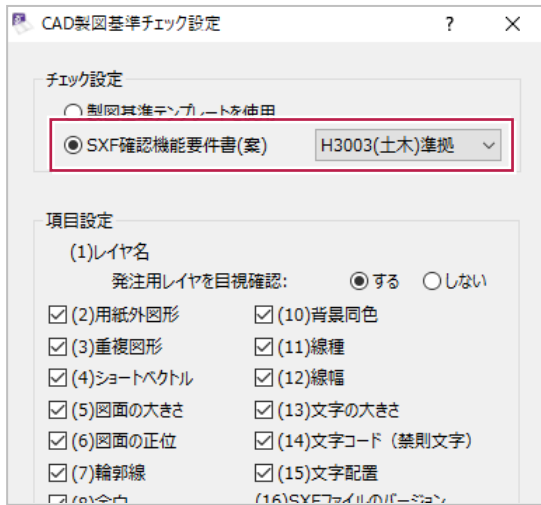 CAD製図基準チェック設定 ?
チェック設定
製図基準テンプレートを使用
SXF確認機能要件書(案) H3003(土木)準拠
項目設定
(1)レイヤ名
発注用レイヤを目視確認: する しない
(2)用紙外図形 (10)背景同色
(3)重複図形 (11)線種
(4)ショートベクトル (12)線幅
(5)図面の大きさ (13)文字の大きさ
(6)図面の正位 (14)文字コード（禁則文字）
(7)輪郭線 (15)文字配置
(8)余白 (16)SXFファイルのバージョン